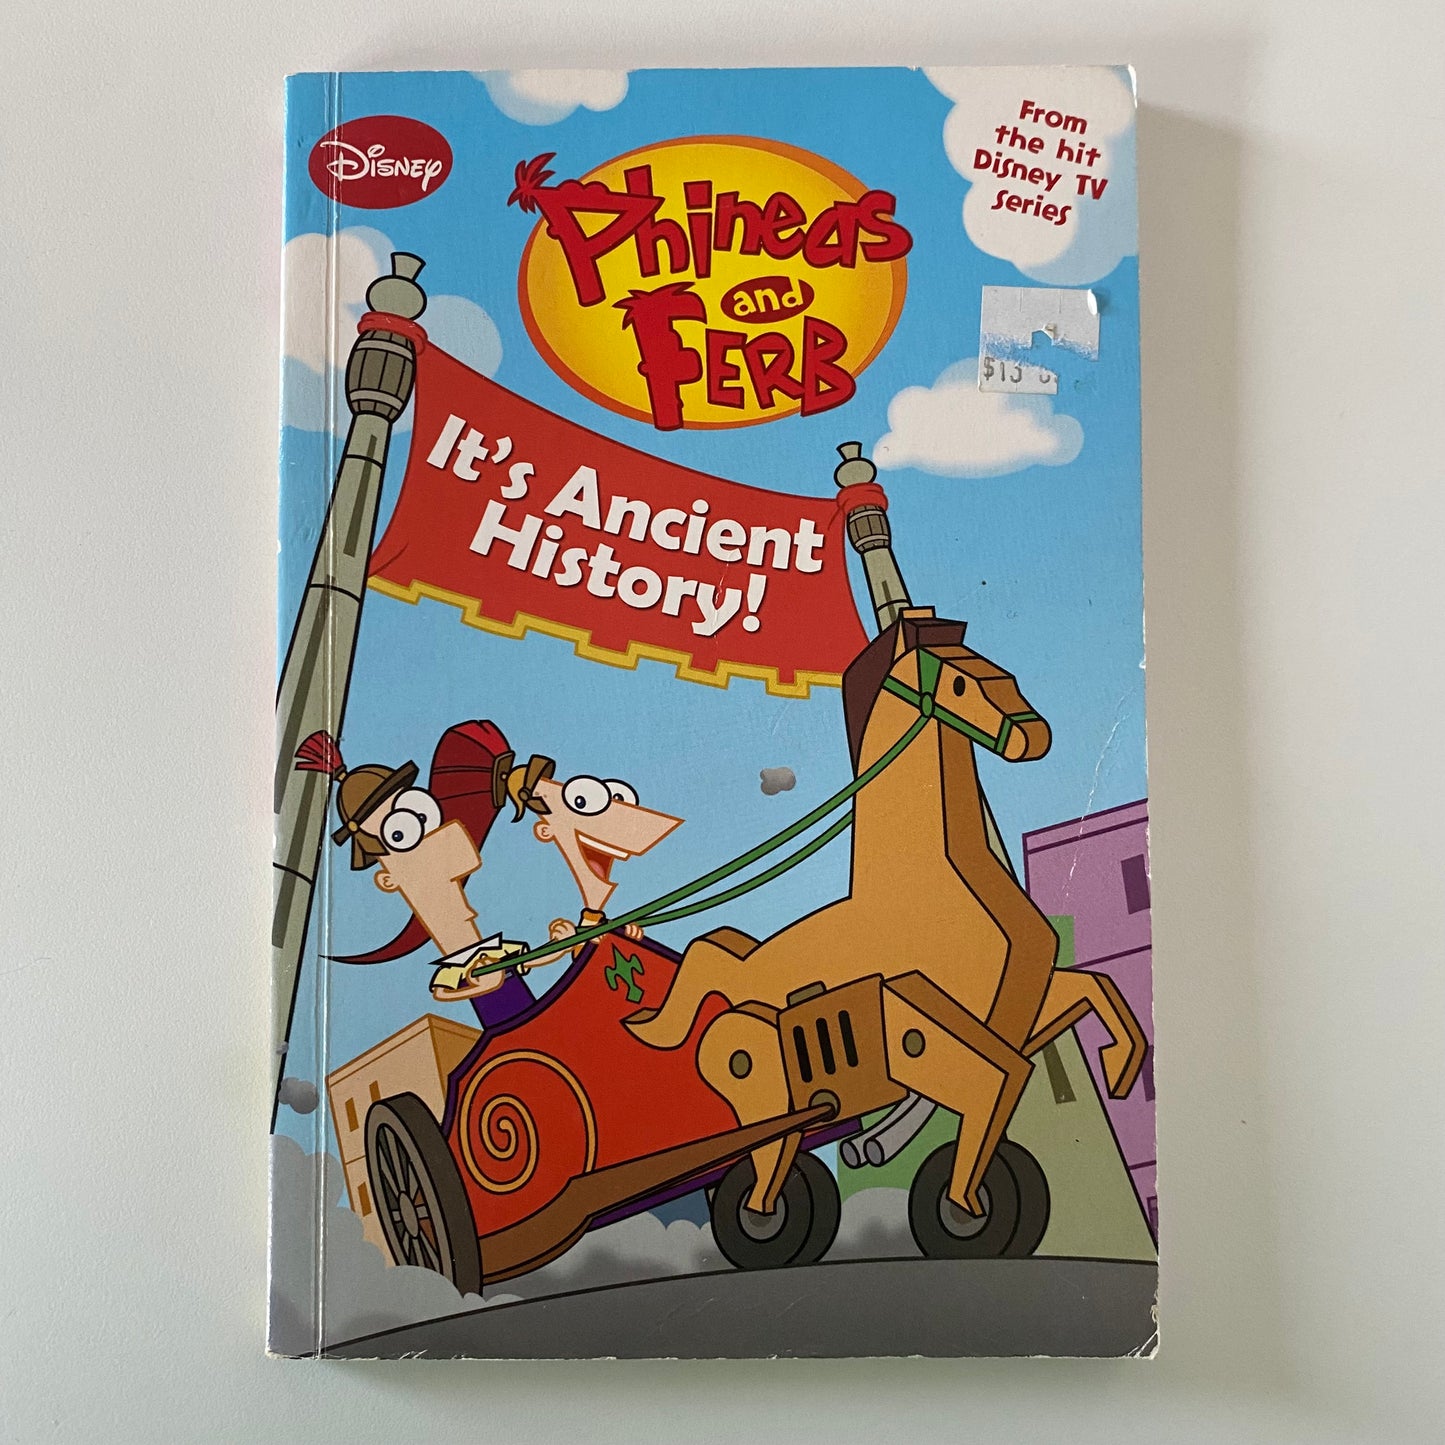 Disney
Phineas
and
Ferb
From
the hit
Disney TV
series
It's Ancient
History!